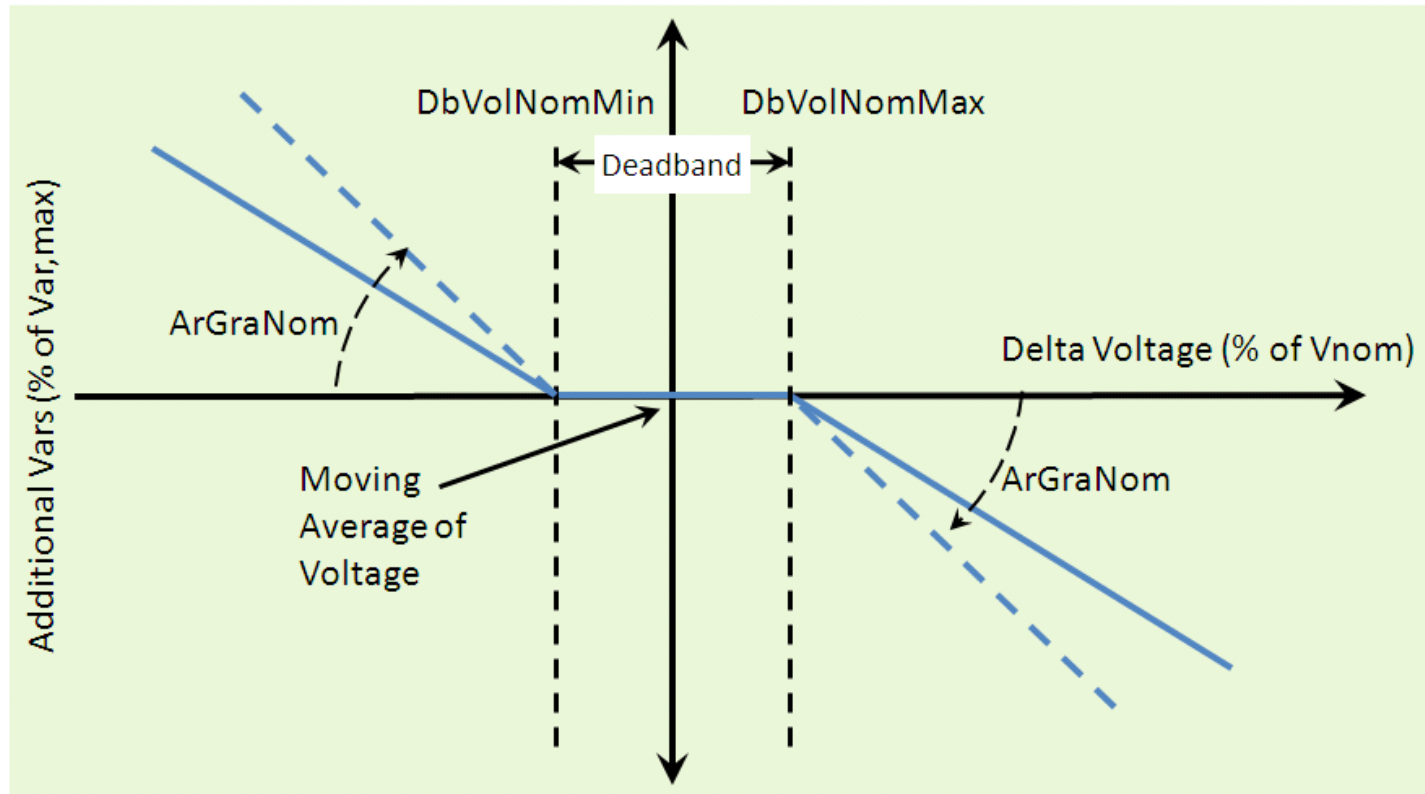 DbVolNomMin
DbVolNomMax
Deadband
Additional Vars (% of Var,max)
ArGraNom
Delta Voltage (% of Vnom)
Moving
Average of
Voltage
ArGraNom